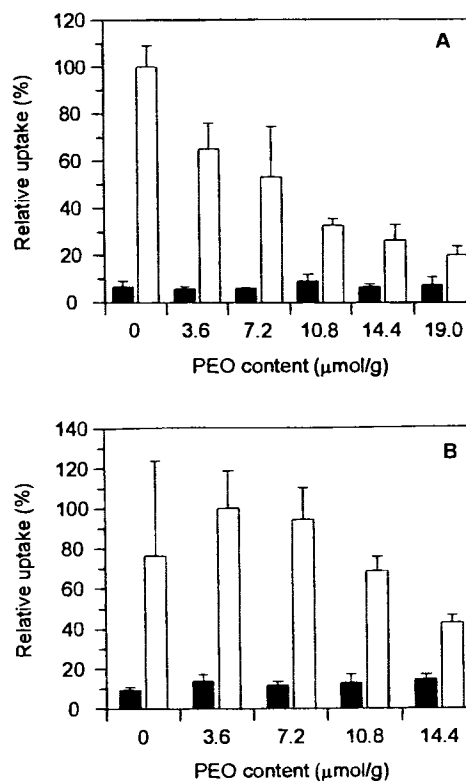 A
Relative uptake (%)
120
100
80
60
40
20
0
0 3.6 7.2 10.8 14.4 19.0
PEO content (μmol/g)
B
Relative uptake (%)
140
120
100
80
60
40
20
0
0 3.6 7.2 10.8 14.4
PEO content (μmol/g)